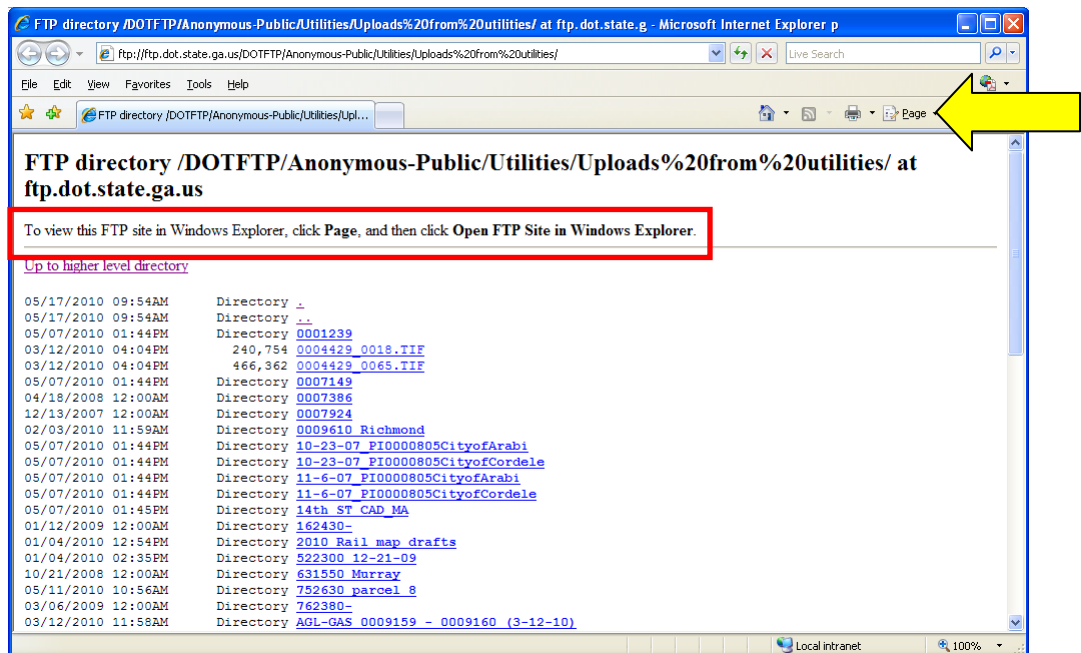 FTP directory /DOTFTP/Anonymous-Public/Utilities/Uploads%20from%20utilities/ at ftp.dot.state.g - Microsoft Internet Explorer p
ftp://ftp.dot.state.ga.us/DOTFTP/Anonymous-Public/Utilities/Uploads%20from%20utilities/
Live Search
File Edit View Favorites Tools Help
FTP directory /DOTFTP/Anonymous-Public/Utilities/Upl...
Page
FTP directory /DOTFTP/Anonymous-Public/Utilities/Uploads%20from%20utilities/ at
ftp.dot.state.ga.us
To view this FTP site in Windows Explorer, click Page, and then click Open FTP Site in Windows Explorer.
Up to higher level directory
05/17/2010 09:54AM Directory .
05/17/2010 09:54AM Directory ..
05/07/2010 01:44PM Directory 0001239
03/12/2010 04:04PM 240,754 0004429_0018.TIF
03/12/2010 04:04PM 466,362 0004429_0065.TIF
05/07/2010 01:44PM Directory 0007149
04/18/2008 12:00AM Directory 0007386
12/13/2007 12:00AM Directory 0007924
02/03/2010 11:59AM Directory 0009610 Richmond
05/07/2010 01:44PM Directory 10-23-07_PI0000805CityofArabi
05/07/2010 01:44PM Directory 10-23-07_PI0000805CityofCordele
05/07/2010 01:44PM Directory 11-6-07_PI0000805CityofArabi
05/07/2010 01:44PM Directory 11-6-07_PI0000805CityofCordele
05/07/2010 01:45PM Directory 14th ST CAD_MA
01/12/2009 12:00AM Directory 162430-
01/04/2010 12:54PM Directory 2010 Rail map drafts
01/04/2010 02:35PM Directory 522300 12-21-09
10/21/2008 12:00AM Directory 631550 Murray
05/11/2010 10:56AM Directory 752630 parcel 8
03/06/2009 12:00AM Directory 762380-
03/12/2010 11:58AM Directory AGL-GAS 0009159 - 0009160 (3-12-10)
Local intranet
100%